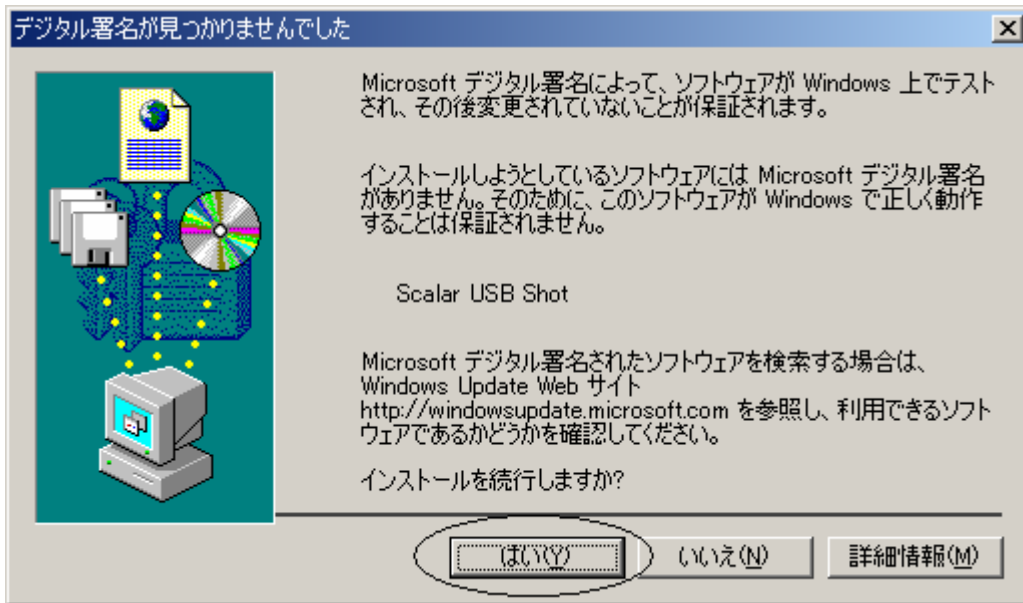 デジタル署名が見つかりませんでした
Microsoft デジタル署名によって、ソフトウェアが Windows 上でテスト
され、その後変更されていないことが保証されます。
インストールしようとしているソフトウェアには Microsoft デジタル署名
がありません。そのために、このソフトウェアが Windows で正しく動作
することは保証されません。
Scalar USB Shot
Microsoft デジタル署名されたソフトウェアを検索する場合は、
Windows Update Web サイト
http://windowsupdate.microsoft.com を参照し、利用できるソフト
ウェアであるかどうかを確認してください。
インストールを続行しますか?
はい(Y) いいえ(N) 詳細情報(M)